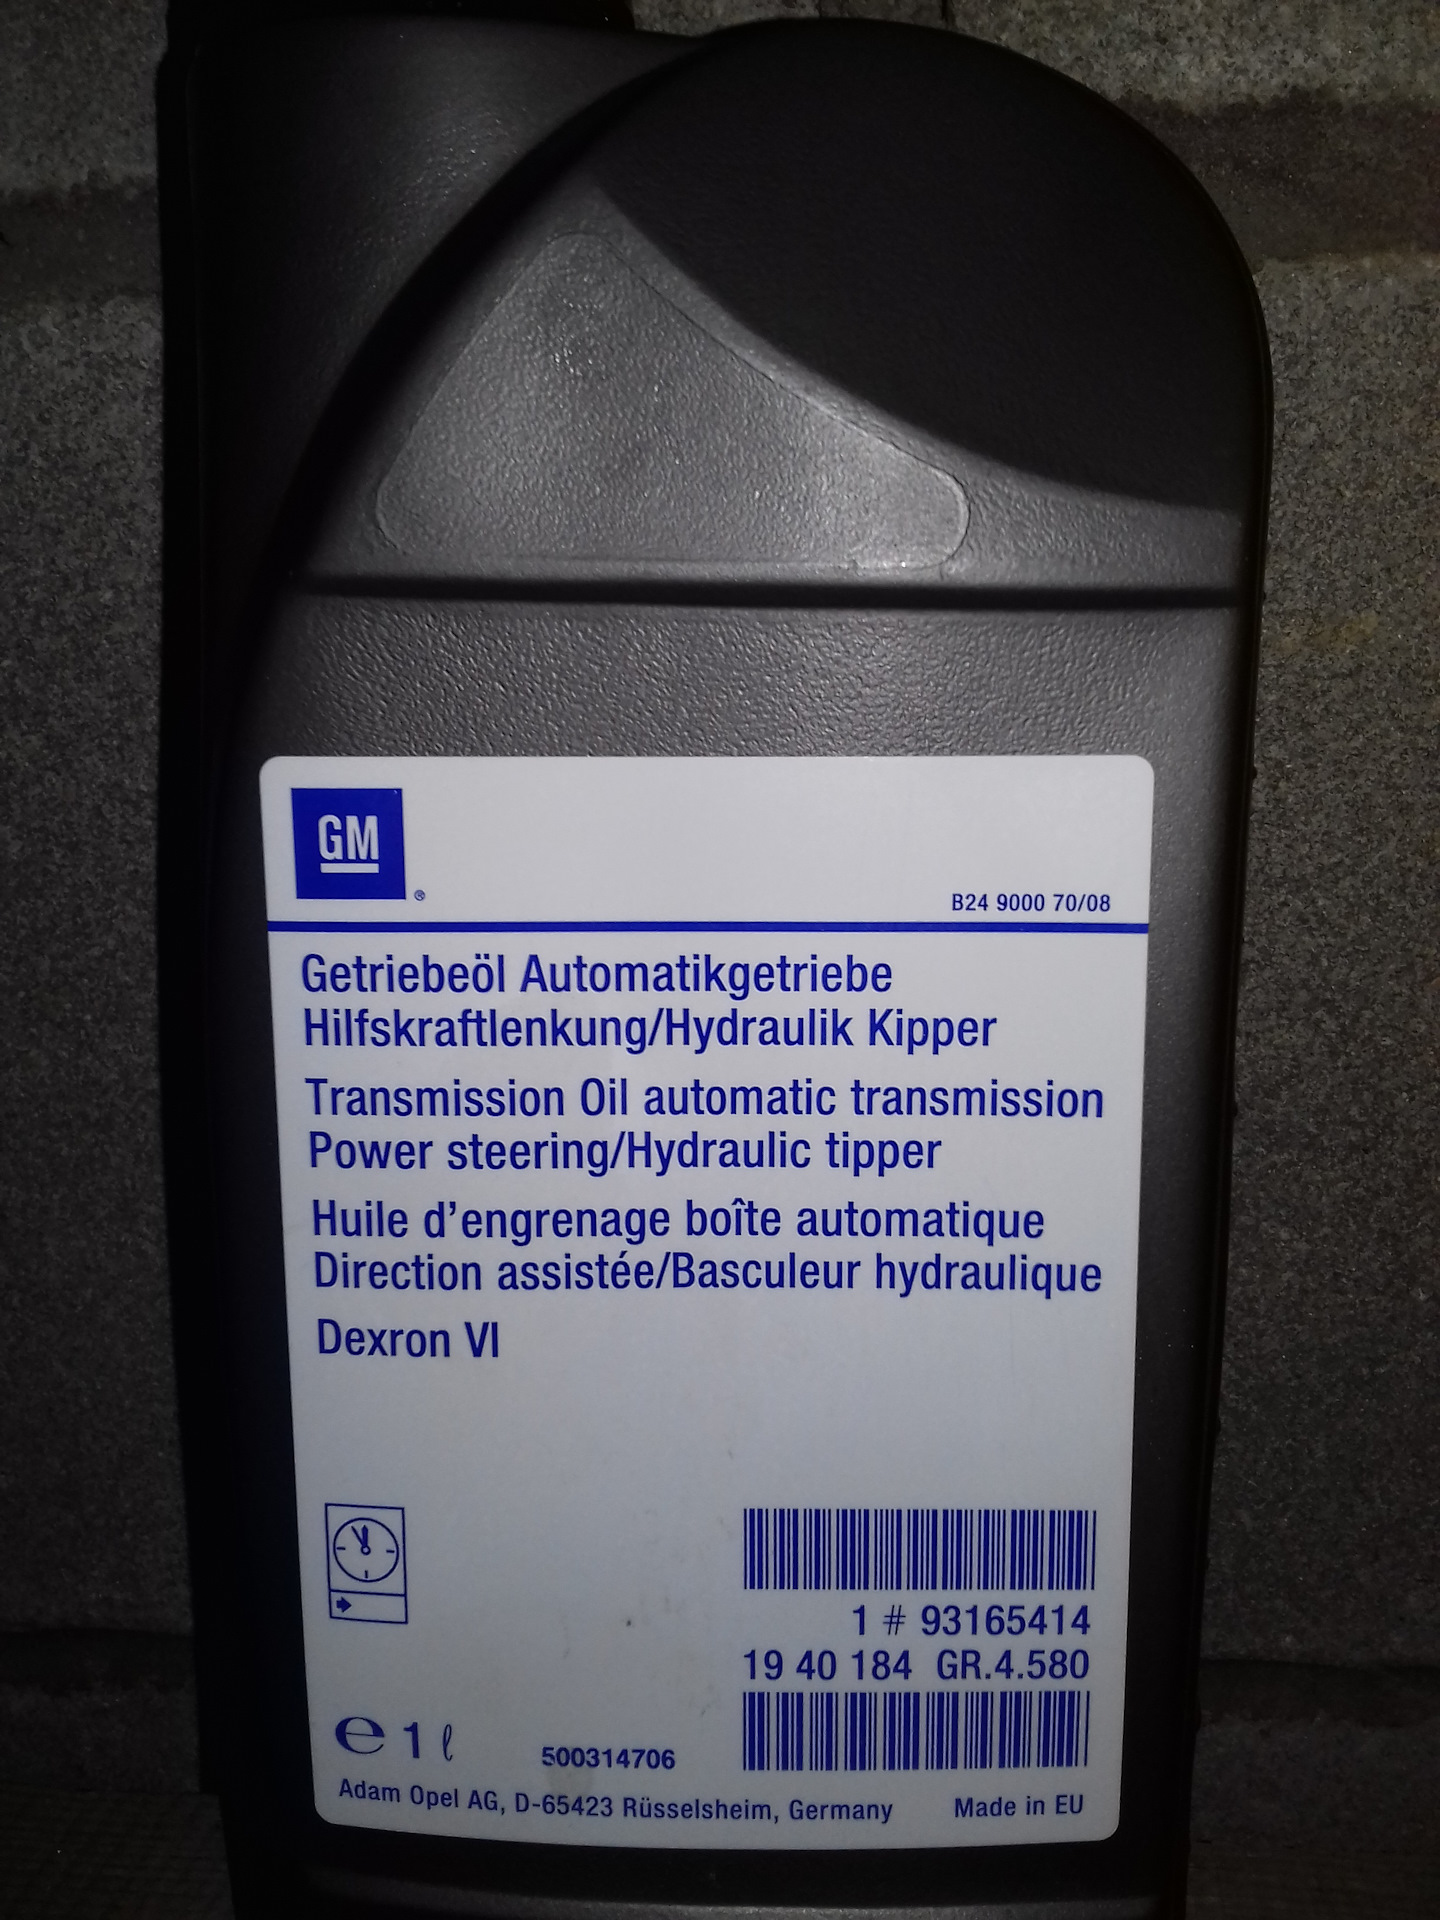 GM
®
B24 9000 70/08
Getriebeöl Automatikgetriebe
Hilfskraftlenkung/Hydraulik Kipper
Transmission Oil automatic transmission
Power steering/Hydraulic tipper
Huile d’engrenage boîte automatique
Direction assistée/Basculeur hydraulique
Dexron VI
1 # 93165414
19 40 184 GR.4.580
℮ 1 ℓ
500314706
Adam Opel AG, D-65423 Rüsselsheim, Germany
Made in EU